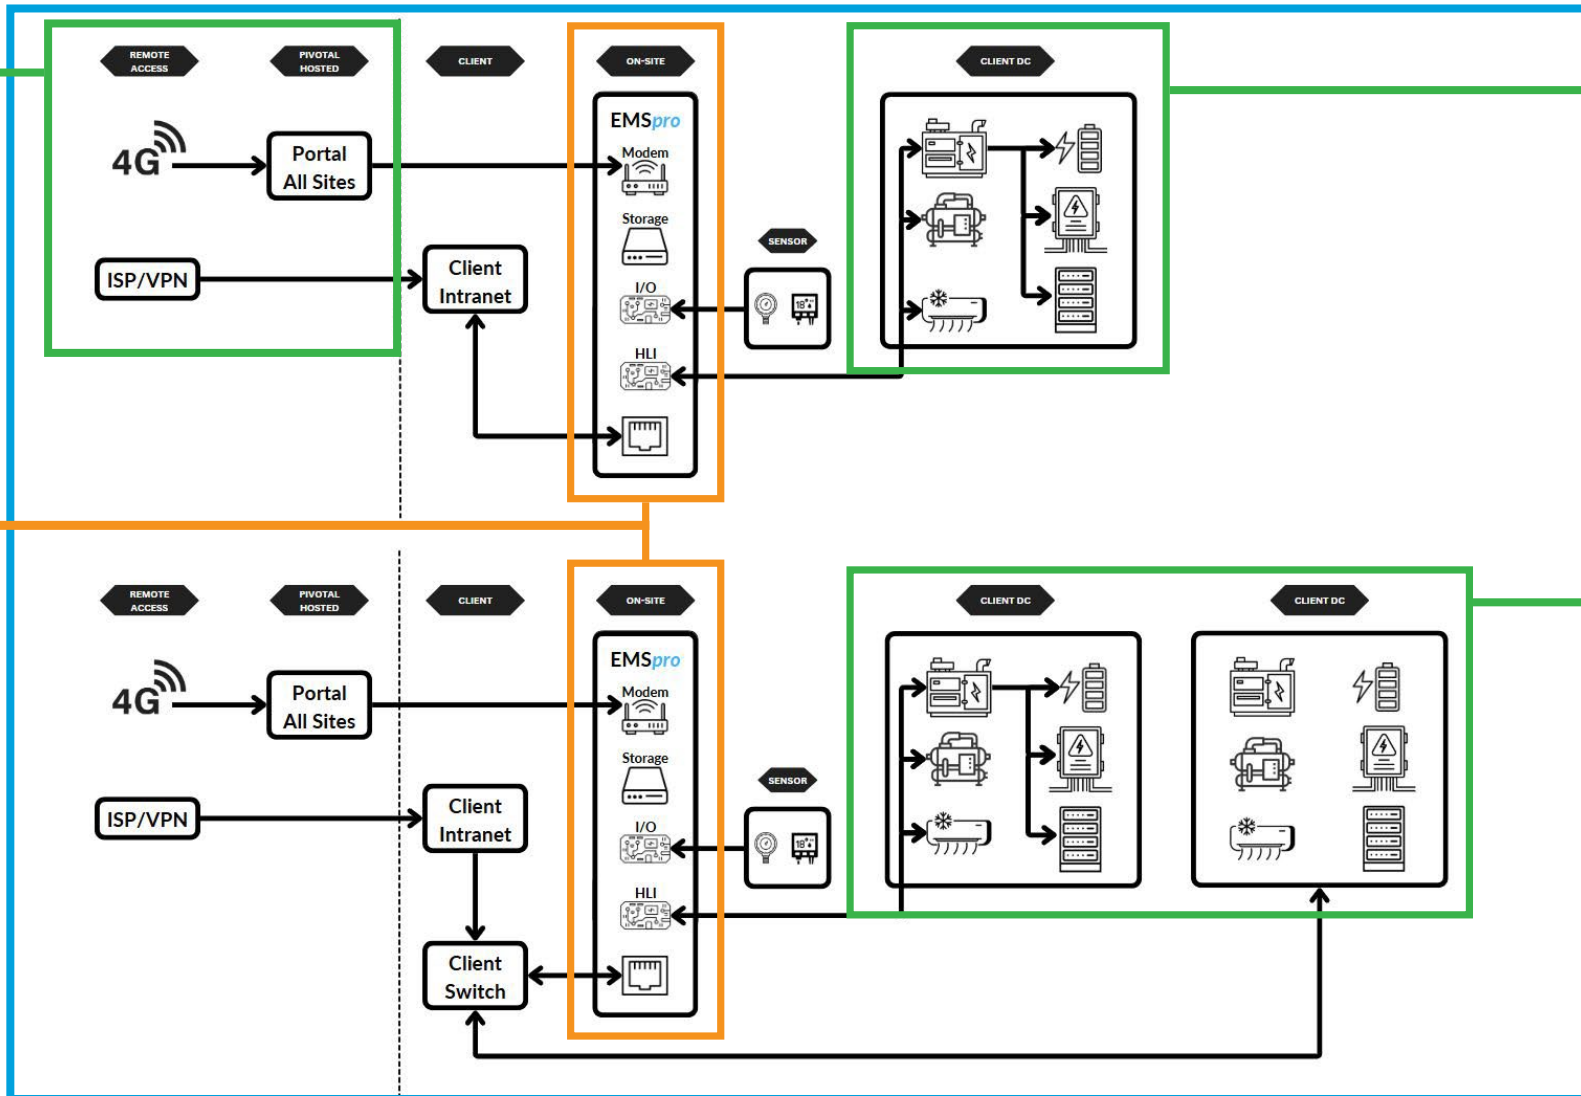 REMOTE
ACCESS
PIVOTAL
HOSTED
CLIENT
ON-SITE
CLIENT DC
EMSpro
4G
Portal
All Sites
Modem
Storage
SENSOR
ISP/VPN
Client
Intranet
I/O
18°
HLI
REMOTE
ACCESS
PIVOTAL
HOSTED
CLIENT
ON-SITE
CLIENT DC
CLIENT DC
EMSpro
4G
Portal
All Sites
Modem
Storage
SENSOR
ISP/VPN
Client
Intranet
I/O
18°
HLI
Client
Switch